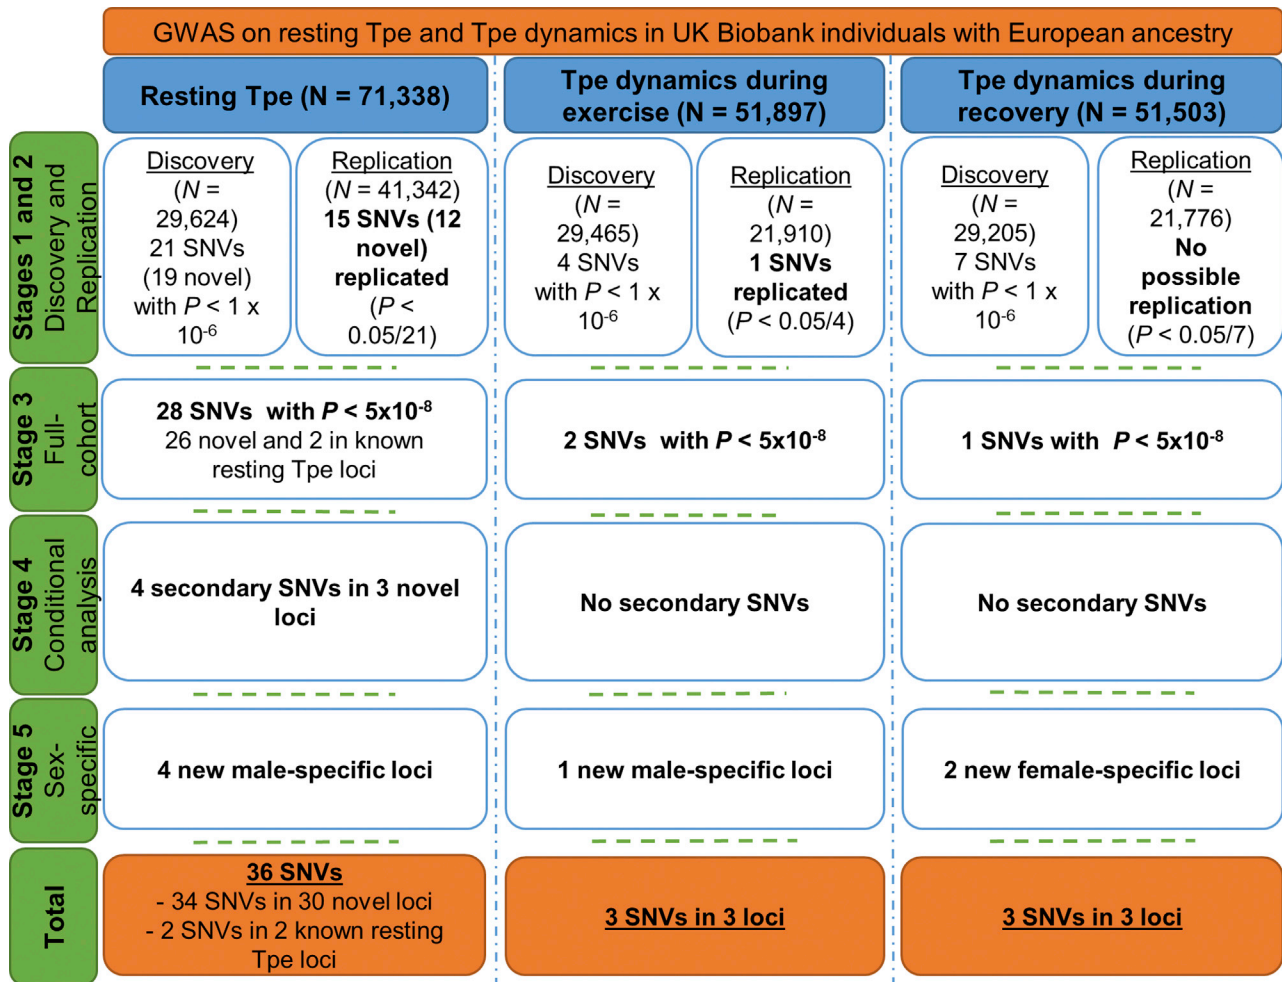 GWAS on resting Tpe and Tpe dynamics in UK Biobank individuals with European ancestry
Resting Tpe (N = 71,338)
Tpe dynamics during
exercise (N = 51,897)
Tpe dynamics during
recovery (N = 51,503)
Stages 1 and 2
Discovery and
Replication
Discovery
(N =
29,624)
21 SNVs
(19 novel)
with P < 1 x
10-6
Replication
(N = 41,342)
15 SNVs (12
novel)
replicated
(P <
0.05/21)
Discovery
(N =
29,465)
4 SNVs
with P < 1 x
10-6
Replication
(N =
21,910)
1 SNVs
replicated
(P < 0.05/4)
Discovery
(N =
29,205)
7 SNVs
with P < 1 x
10-6
Replication
(N =
21,776)
No
possible
replication
(P < 0.05/7)
Stage 3
Full-
cohort
28 SNVs with P < 5x10-8
26 novel and 2 in known
resting Tpe loci
2 SNVs with P < 5x10-8
1 SNVs with P < 5x10-8
Stage 4
Conditional
analysis
4 secondary SNVs in 3 novel
loci
No secondary SNVs
No secondary SNVs
Stage 5
Sex-
specific
4 new male-specific loci
1 new male-specific loci
2 new female-specific loci
Total
36 SNVs
- 34 SNVs in 30 novel loci
- 2 SNVs in 2 known resting
Tpe loci
3 SNVs in 3 loci
3 SNVs in 3 loci